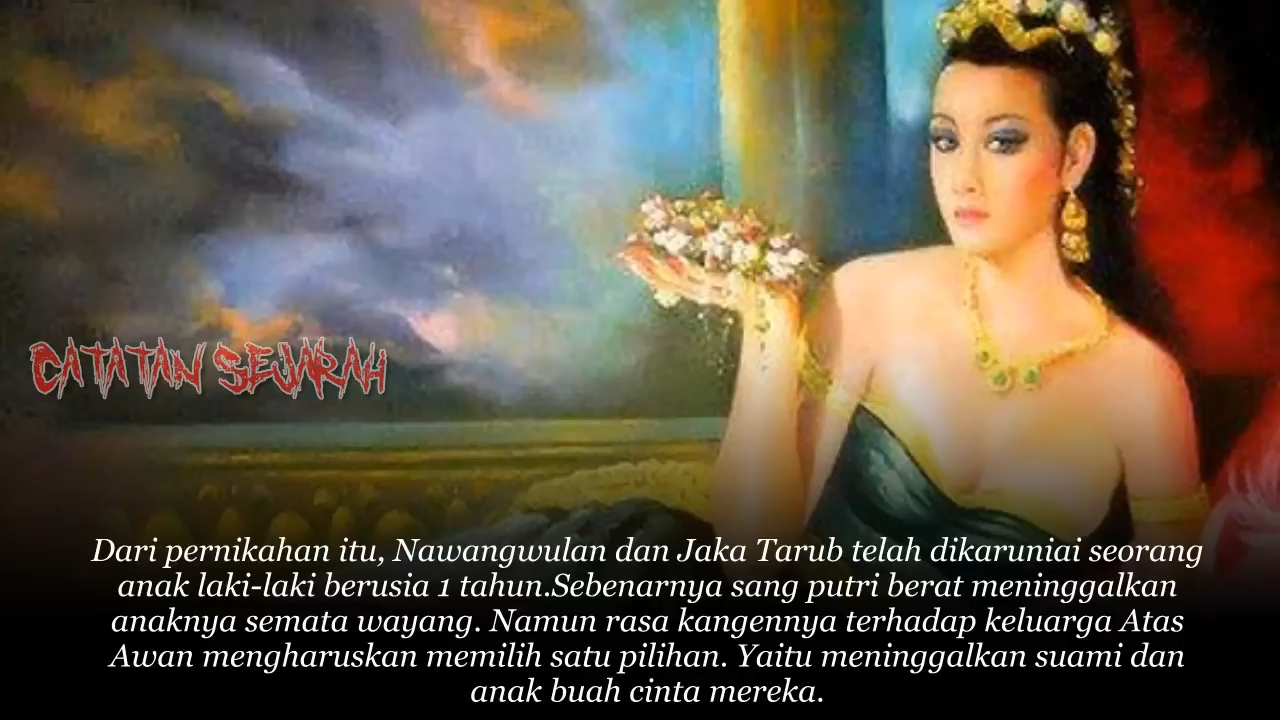 CATATAN SEJARAH
Dari pernikahan itu, Nawangwulan dan Jaka Tarub telah dikaruniai seorang
anak laki-laki berusia 1 tahun.Sebenarnya sang putri berat meninggalkan
anaknya semata wayang. Namun rasa kangennya terhadap keluarga Atas
Awan mengharuskan memilih satu pilihan. Yaitu meninggalkan suami dan
anak buah cinta mereka.